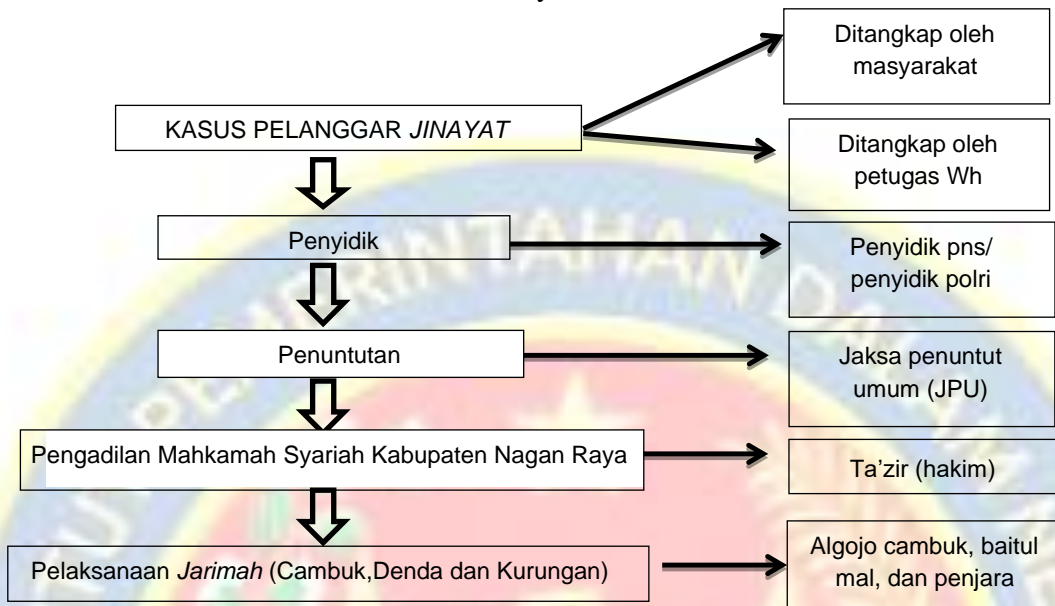 Ditangkap oleh
masyarakat
KASUS PELANGGAR JINAYAT
Ditangkap oleh
petugas Wh
Penyidik
Penyidik pns/
penyidik polri
Penuntutan
Jaksa penuntut
umum (JPU)
Pengadilan Mahkamah Syariah Kabupaten Nagan Raya
Ta’zir (hakim)
Pelaksanaan Jarimah (Cambuk,Denda dan Kurungan)
Algojo cambuk, baitul
mal, dan penjara